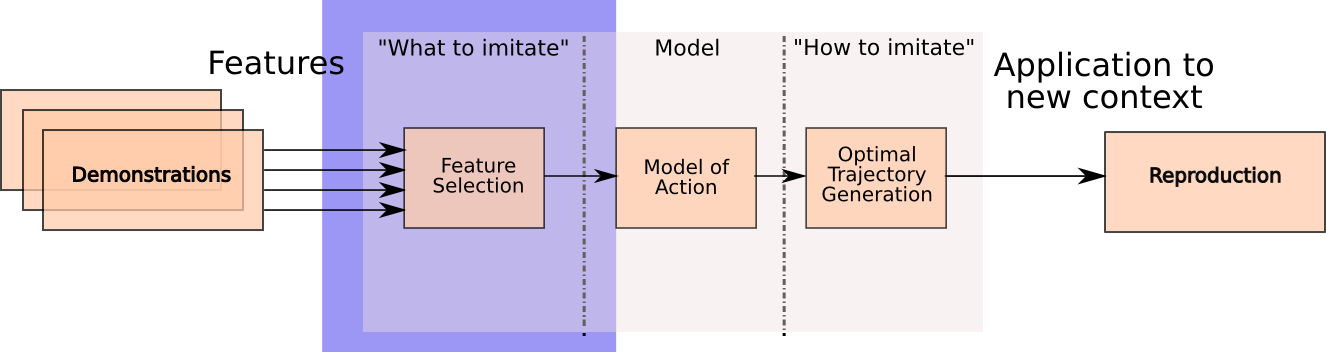 Features
"What to imitate"
Model
"How to imitate"
Application to
new context
Demonstrations
Feature
Selection
Model of
Action
Optimal
Trajectory
Generation
Reproduction